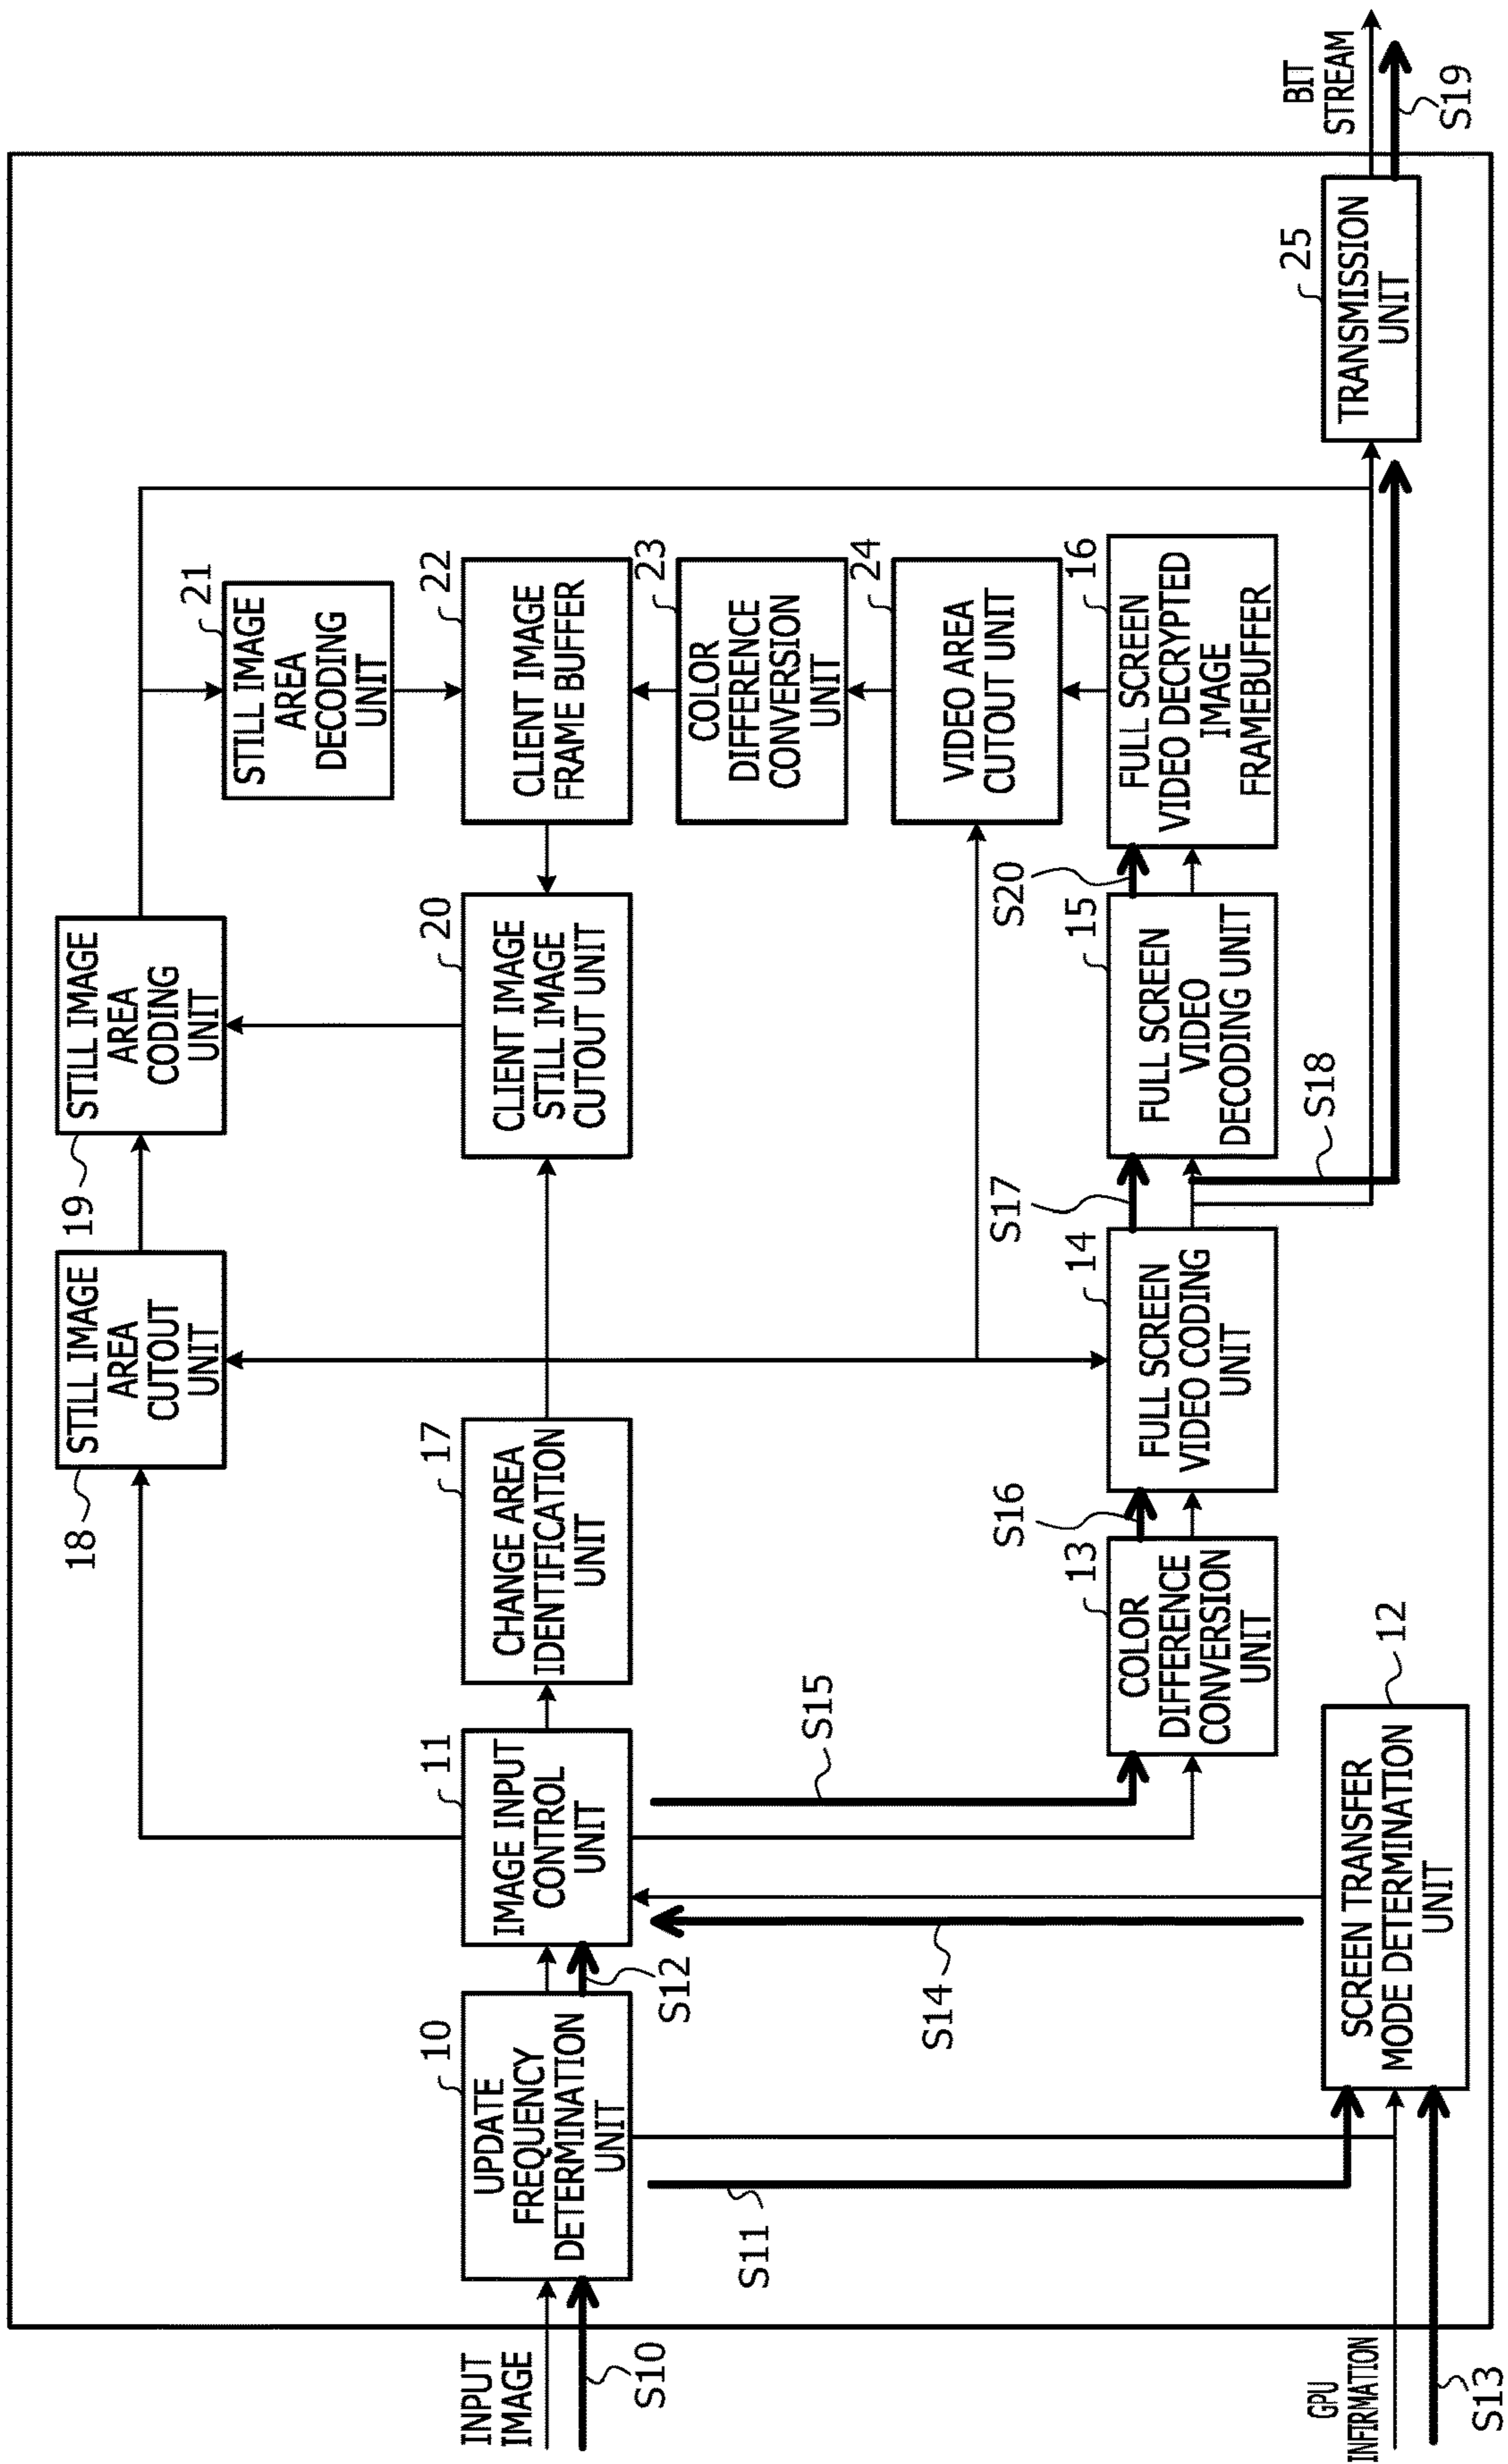 INPUT
IMAGE
S10
GPU
INFIRMATION
S13
10
UPDATE
FREQUENCY
DETERMINATION
UNIT
S11
S12
11
IMAGE INPUT
CONTROL
UNIT
S14
S15
12
SCREEN TRANSFER
MODE DETERMINATION
UNIT
17
CHANGE AREA
IDENTIFICATION
UNIT
13
COLOR
DIFFERENCE
CONVERSION
UNIT
S16
18
STILL IMAGE
AREA
CUTOUT
UNIT
14
FULL SCREEN
VIDEO CODING
UNIT
S17
S18
19
STILL IMAGE
AREA
CODING
UNIT
20
CLIENT IMAGE
STILL IMAGE
CUTOUT UNIT
15
FULL SCREEN
VIDEO
DECODING UNIT
S20
21
STILL IMAGE
AREA
DECODING
UNIT
22
CLIENT IMAGE
FRAME BUFFER
23
COLOR
DIFFERENCE
CONVERSION
UNIT
24
VIDEO AREA
CUTOUT UNIT
16
FULL SCREEN
VIDEO DECRYPTED
IMAGE
FRAMEBUFFER
25
TRANSMISSION
UNIT
BIT
STREAM
S19